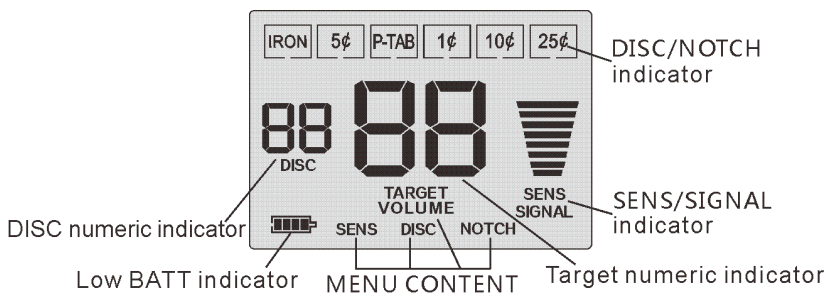 IRON 5¢ P-TAB 1¢ 10¢ 25¢
DISC/NOTCH
indicator
88
DISC
88
TARGET
VOLUME
SENS
SIGNAL
SENS/SIGNAL
indicator
DISC numeric indicator
SENS DISC NOTCH
Low BATT indicator
MENU CONTENT
Target numeric indicator